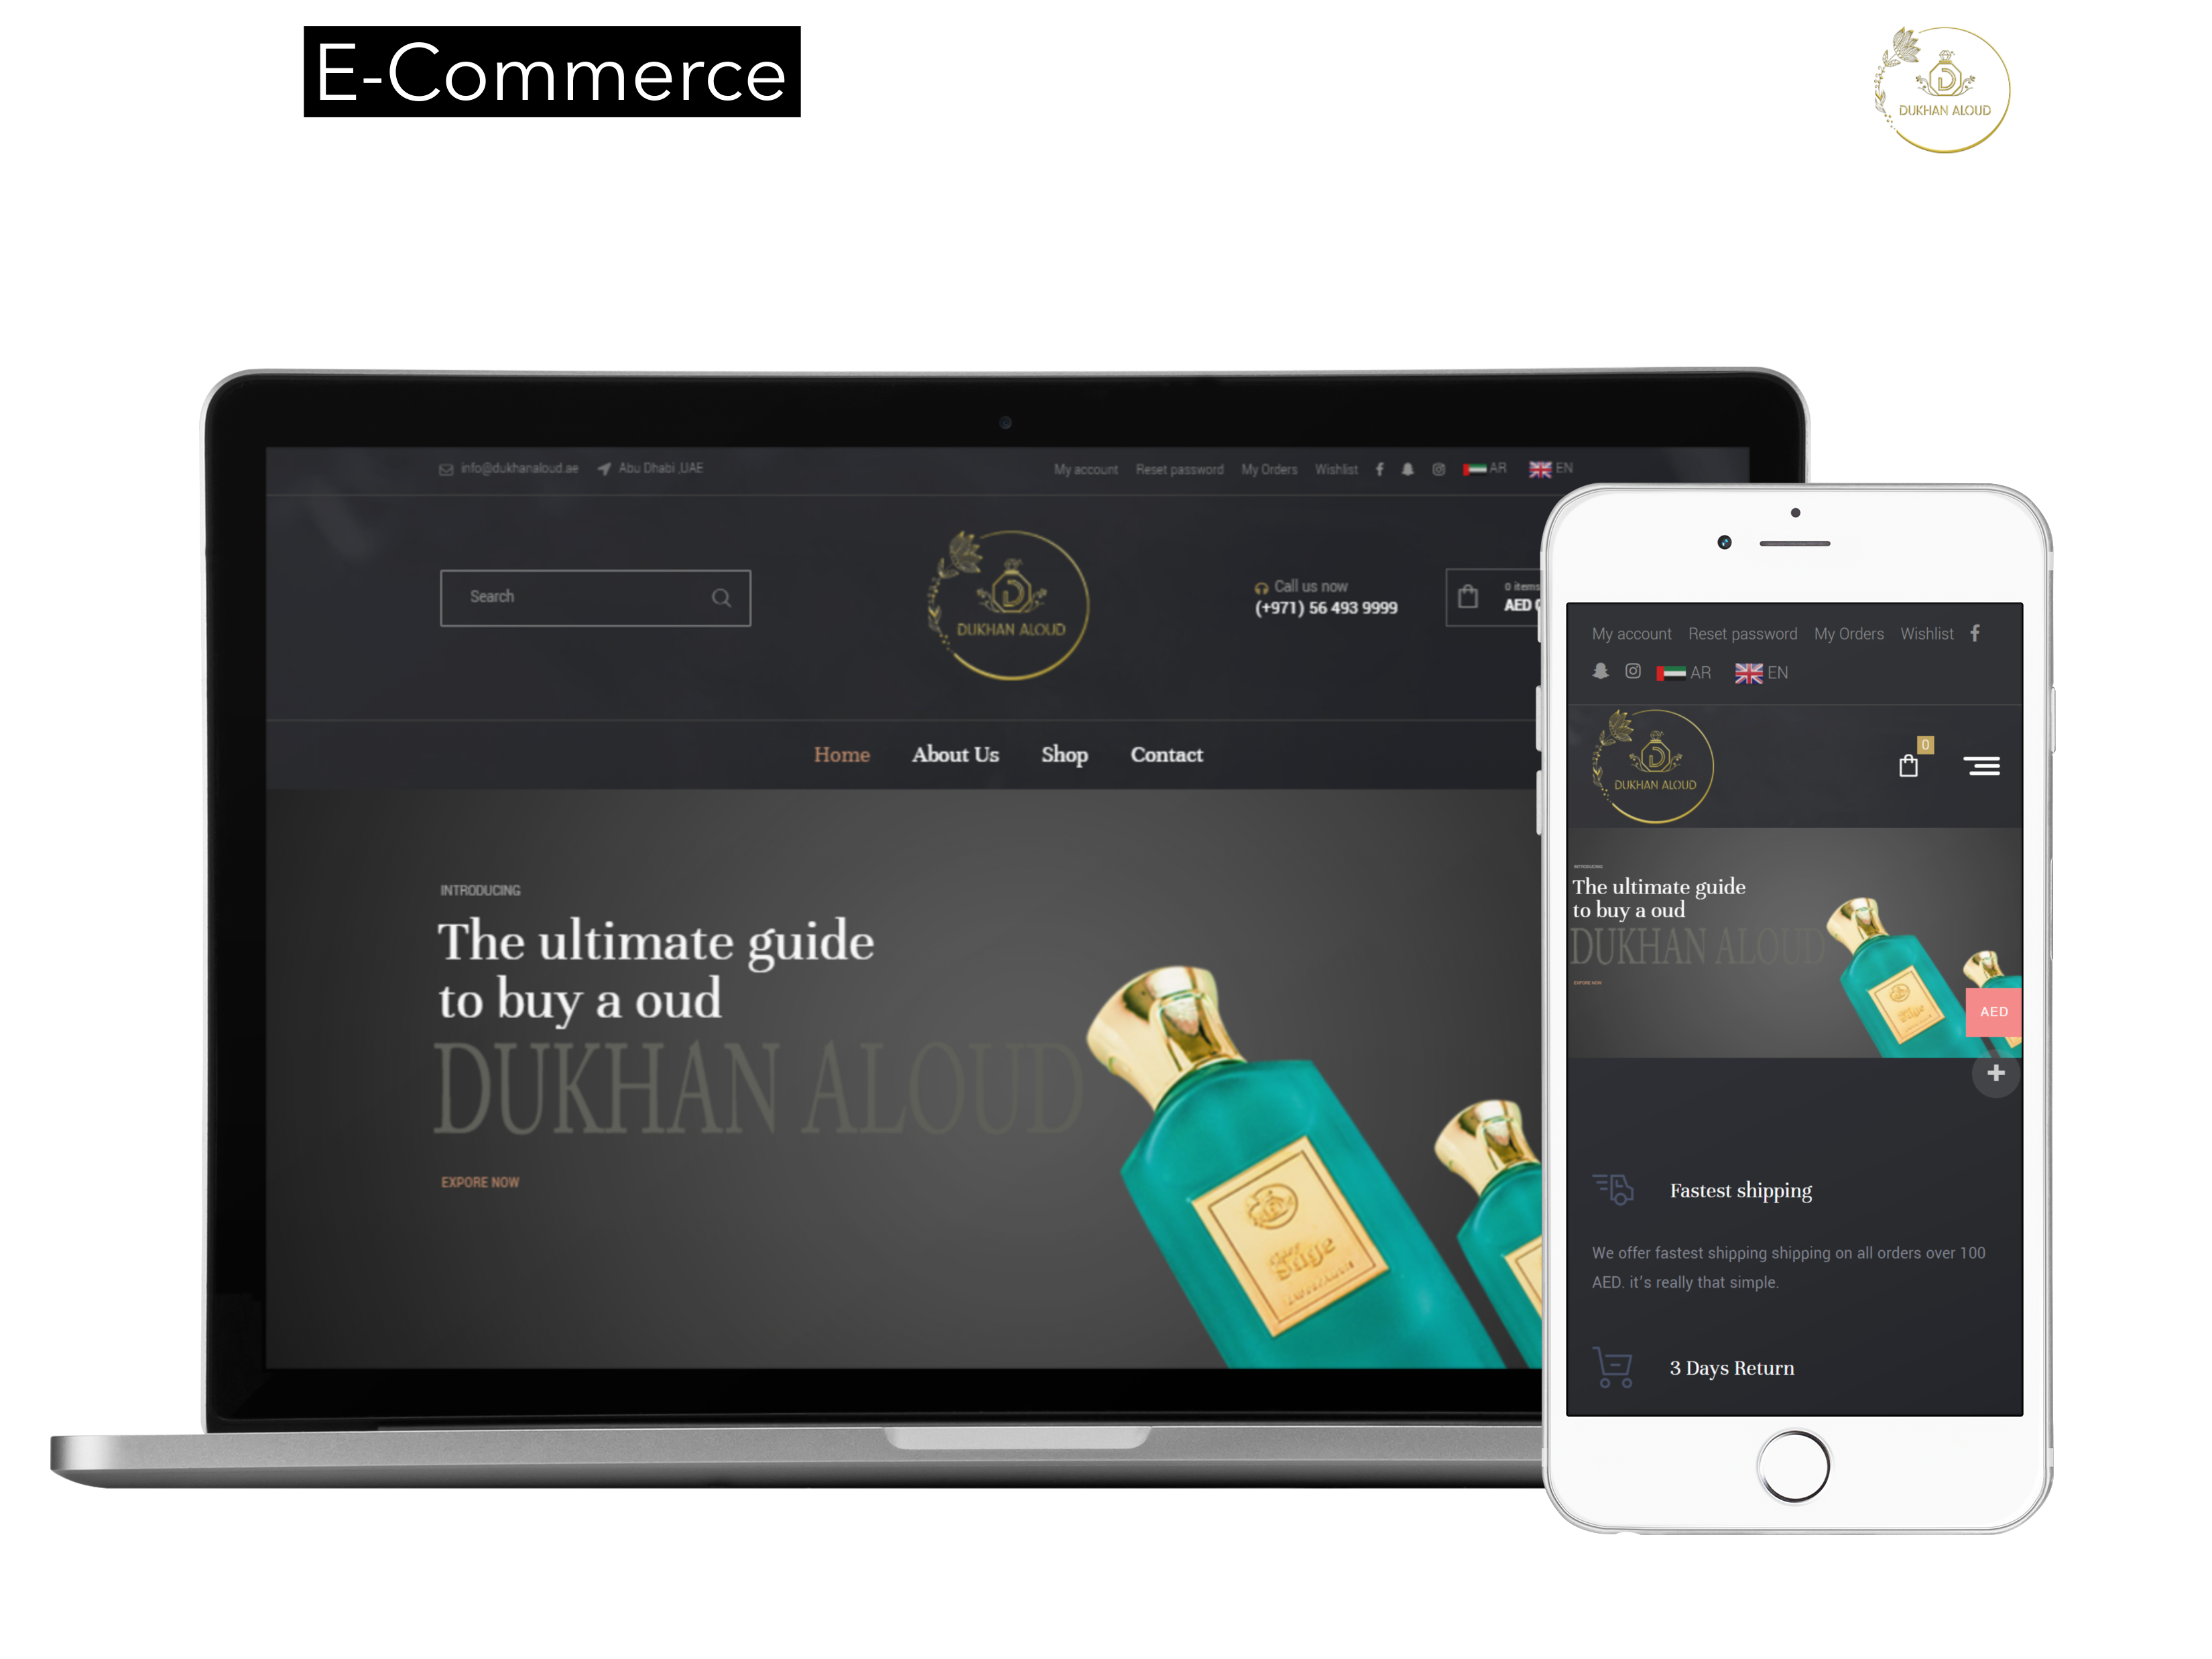 E-Commerce
DUKHAN ALOUD
info@dukhanaloud.ae Abu Dhabi ,UAE
My account Reset password My Orders Wishlist AR EN
Search
DUKHAN ALOUD
Call us now
(+971) 56 493 9999
0 items
AED
Home About Us Shop Contact
INTRODUCING
The ultimate guide
to buy a oud
DUKHAN ALOUD
EXPORE NOW
My account Reset password My Orders Wishlist
AR EN
DUKHAN ALOUD
0
INTRODUCING
The ultimate guide
to buy a oud
DUKHAN ALOUD
EXPORE NOW
AED
Fastest shipping
We offer fastest shipping shipping on all orders over 100
AED. it's really that simple.
3 Days Return